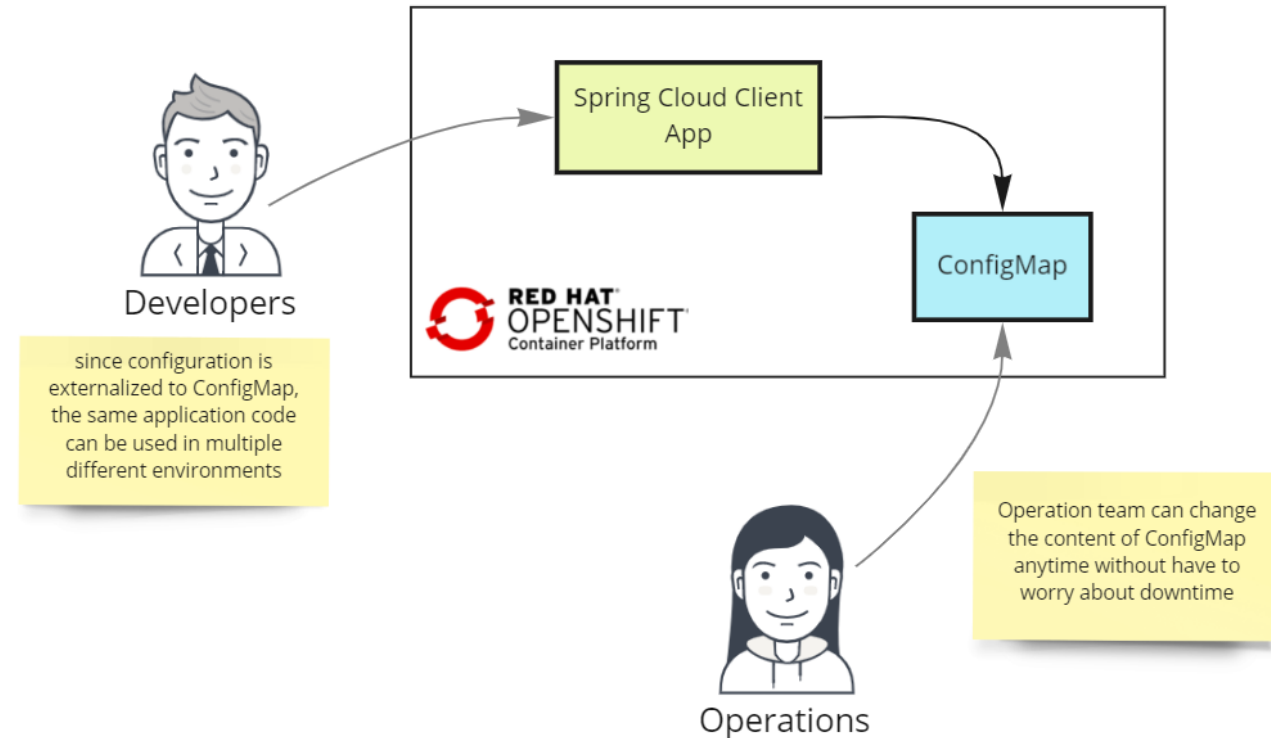 Spring Cloud Client
App
ConfigMap
RED HAT®
OPENSHIFT®
Container Platform
Developers
since configuration is
externalized to ConfigMap,
the same application code
can be used in multiple
different environments
Operation team can change
the content of ConfigMap
anytime without have to
worry about downtime
Operations